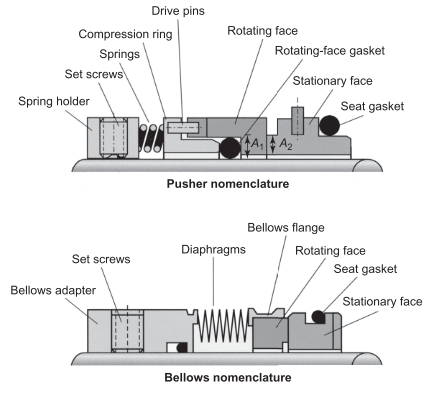 Drive pins
Compression ring
Rotating face
Springs
Rotating-face gasket
Set screws
Stationary face
Spring holder
Seat gasket
A1 A2
Pusher nomenclature
Bellows flange
Diaphragms
Rotating face
Set screws
Seat gasket
Bellows adapter
Stationary face
Bellows nomenclature